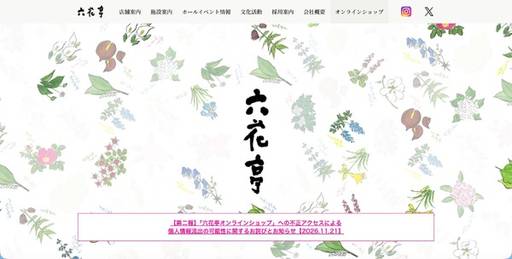 六花亭 店舗案内 施設案内 ホールイベント情報 文化活動 採用案内 会社概要 オンラインショップ
六花亭
【第二報】「六花亭オンラインショップ」への不正アクセスによる
個人情報流出の可能性に関するお詫びとお知らせ【2025.11.21】